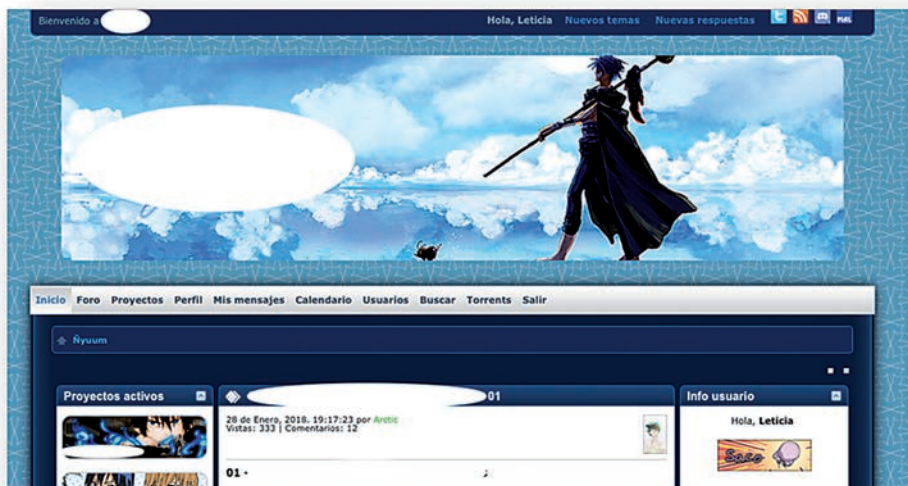 Bienvenido a
Hola, Leticia Nuevos temas Nuevas respuestas
MAL
Inicio Foro Proyectos Perfil Mis mensajes Calendario Usuarios Buscar Torrents Salir
Ñyuum
Proyectos activos
01
28 de Enero, 2018, 19:17:23 por Arctic
Vistas: 333 | Comentarios: 12
01 -
Info usuario
Hola, Leticia
Saco